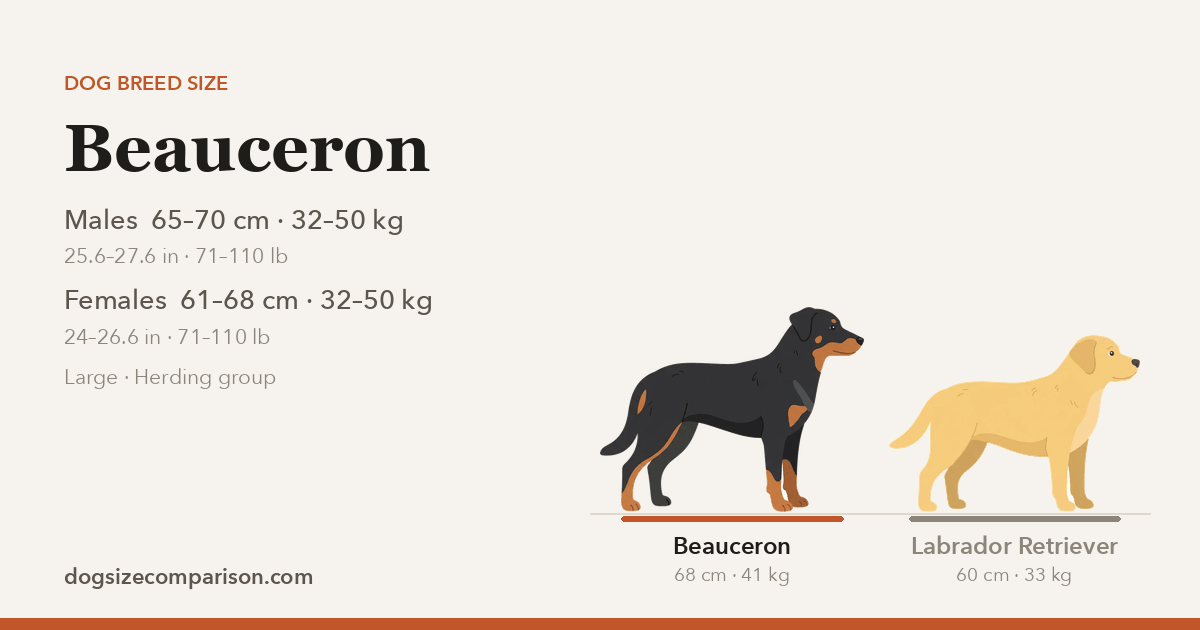 DOG BREED SIZE
Beauceron
Males 65–70 cm · 32–50 kg
25.6–27.6 in · 71–110 lb
Females 61–68 cm · 32–50 kg
24–26.6 in · 71–110 lb
Large · Herding group
Beauceron
68 cm · 41 kg
Labrador Retriever
60 cm · 33 kg
dogsizecomparison.com